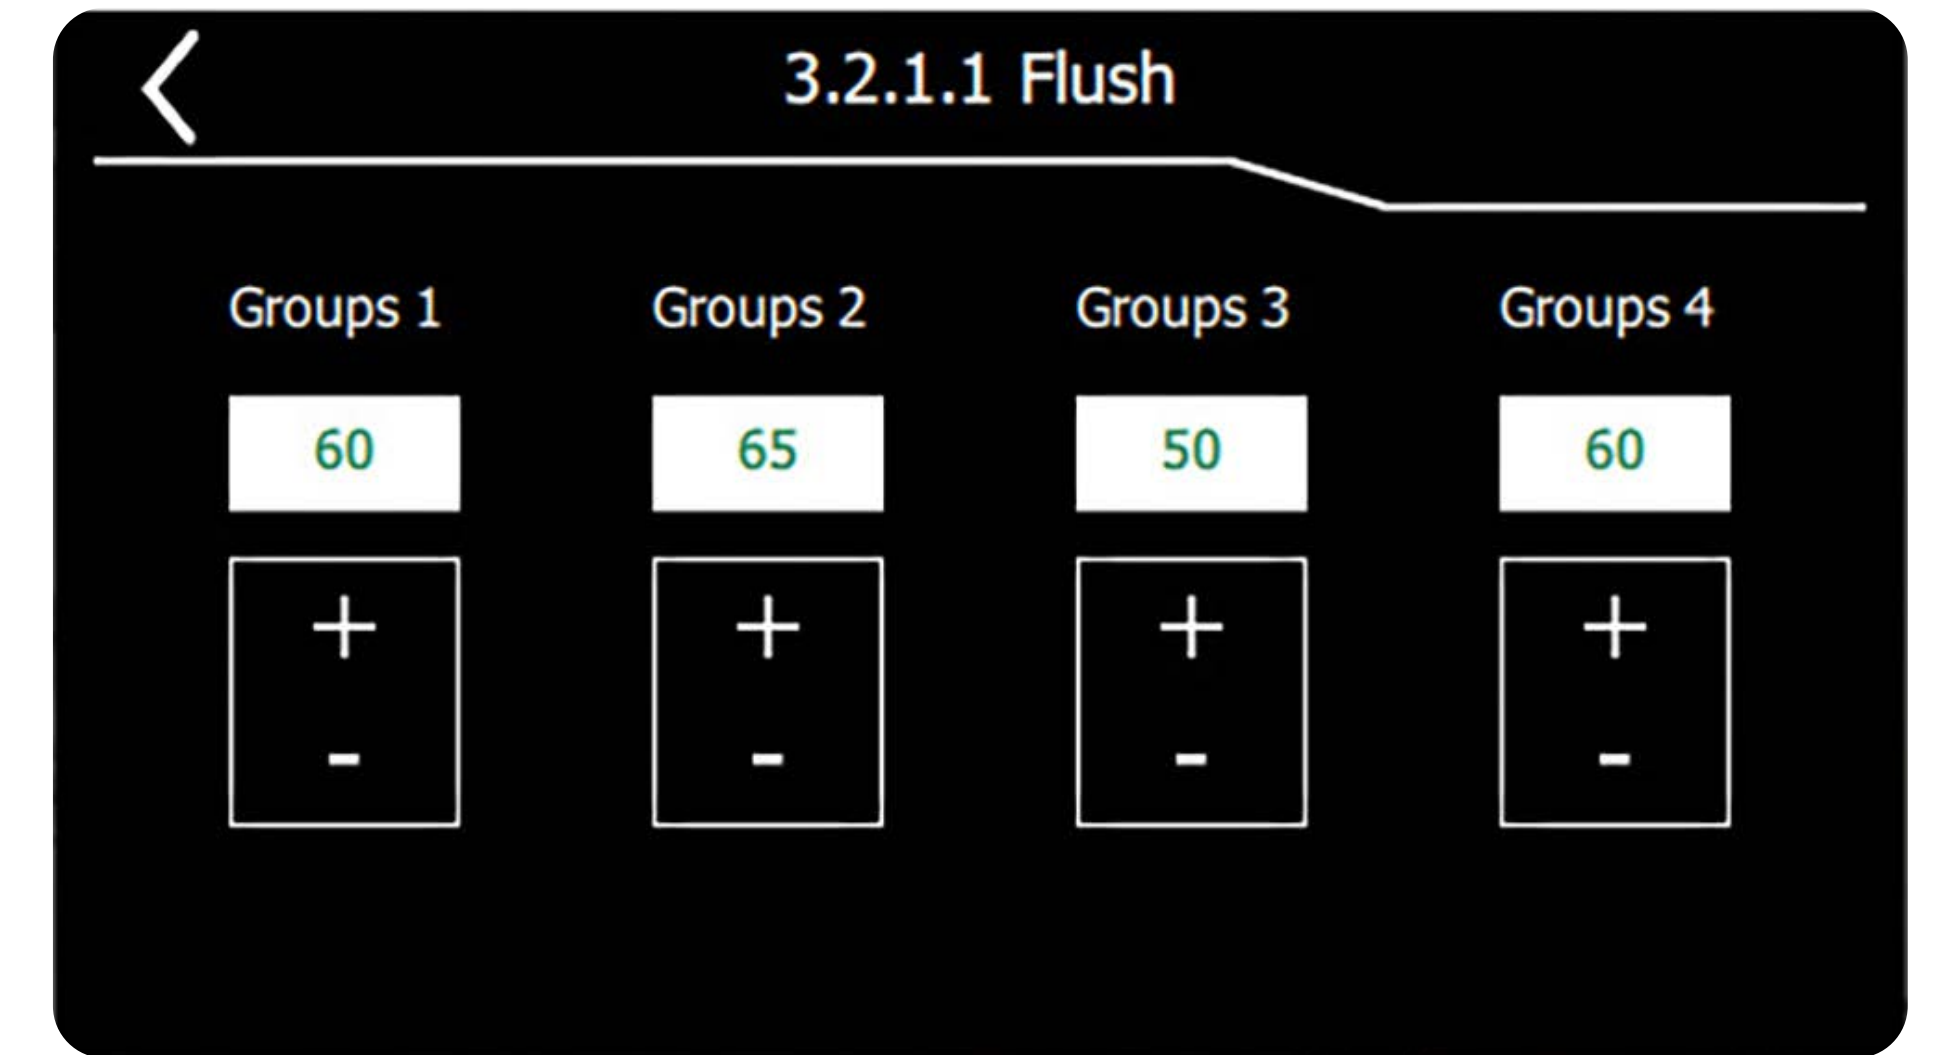 3.2.1.1 Flush
Groups 1 Groups 2 Groups 3 Groups 4
60 65 50 60
+ + + +
- - - -